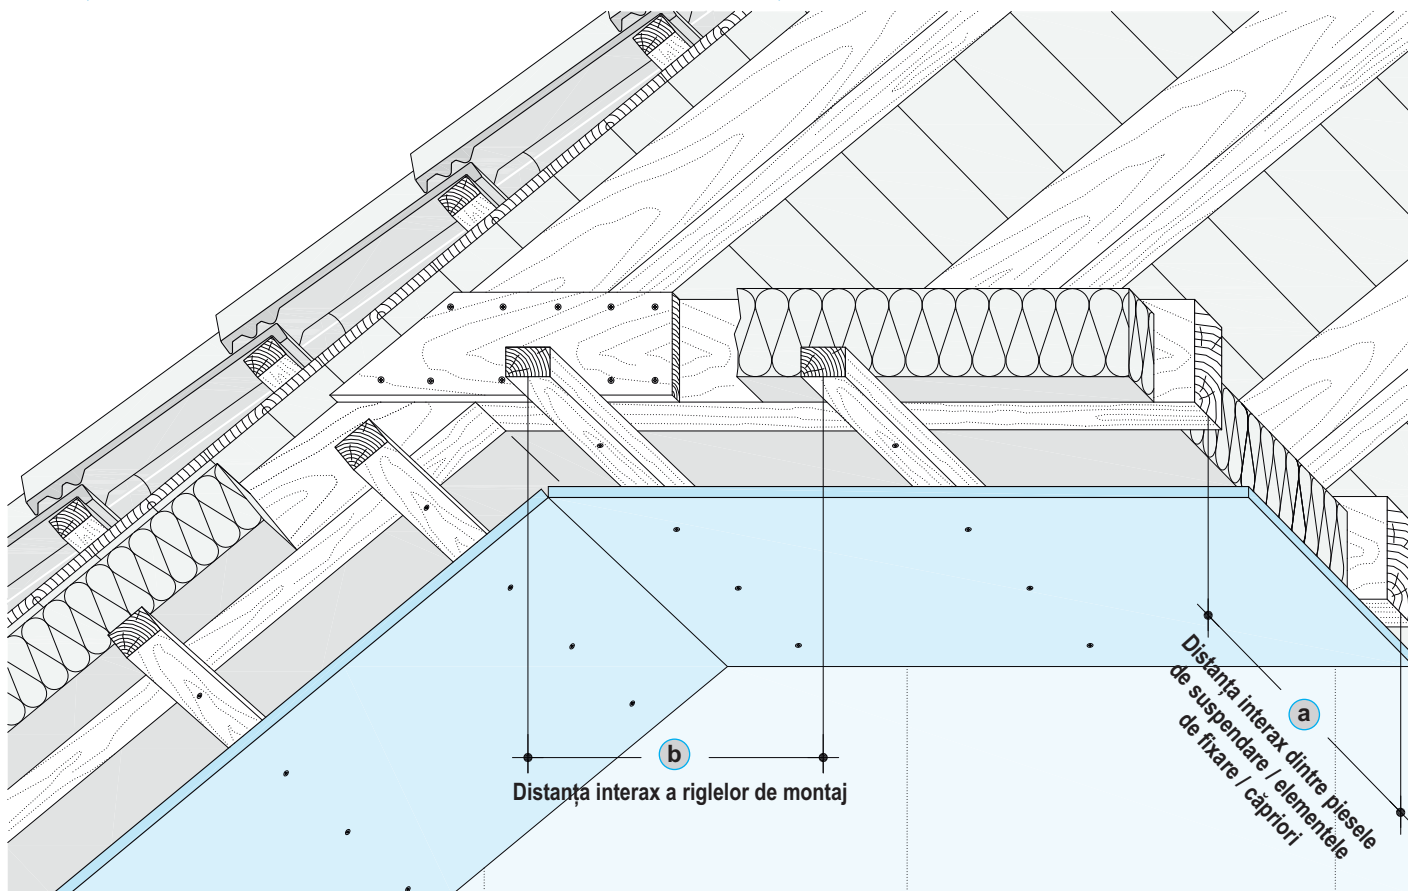 b
Distanța interax a riglelor de montaj
a
Distanța interax dintre piesele
de suspendare / elementele
de fixare / căpriori